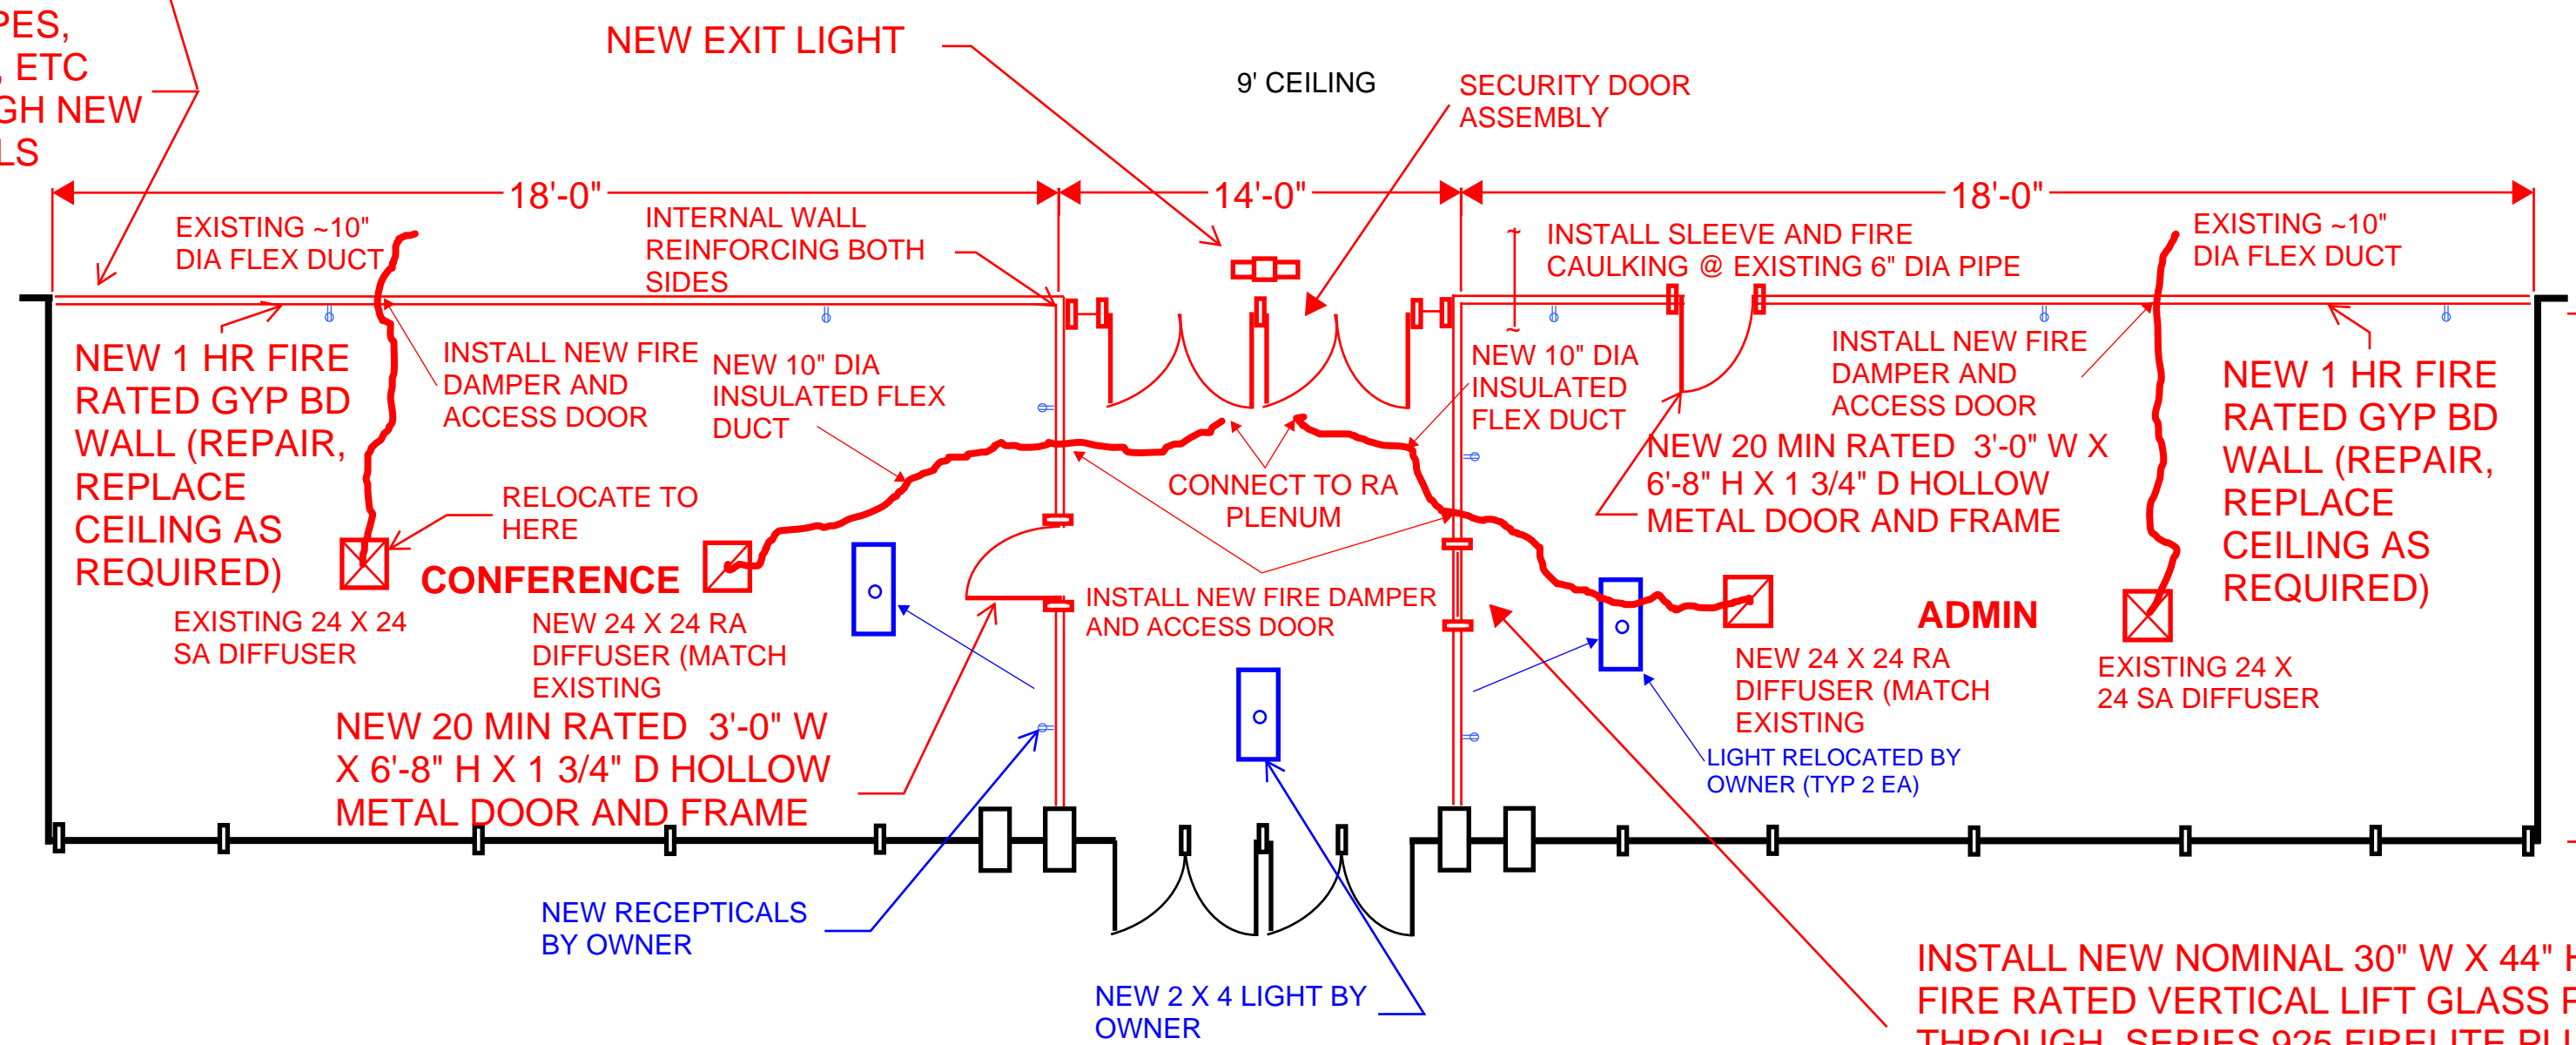 PES,
, ETC
GH NEW
LS
NEW EXIT LIGHT
9' CEILING
SECURITY DOOR
ASSEMBLY
18'-0"
14'-0"
18'-0"
EXISTING ~10"
DIA FLEX DUCT
INTERNAL WALL
REINFORCING BOTH
SIDES
INSTALL SLEEVE AND FIRE
CAULKING @ EXISTING 6" DIA PIPE
EXISTING ~10"
DIA FLEX DUCT
NEW 1 HR FIRE
RATED GYP BD
WALL (REPAIR,
REPLACE
CEILING AS
REQUIRED)
INSTALL NEW FIRE
DAMPER AND
ACCESS DOOR
NEW 10" DIA
INSULATED FLEX
DUCT
NEW 10" DIA
INSULATED
FLEX DUCT
INSTALL NEW FIRE
DAMPER AND
ACCESS DOOR
NEW 1 HR FIRE
RATED GYP BD
WALL (REPAIR,
REPLACE
CEILING AS
REQUIRED)
RELOCATE TO
HERE
CONNECT TO RA
PLENUM
NEW 20 MIN RATED 3'-0" W X
6'-8" H X 1 3/4" D HOLLOW
METAL DOOR AND FRAME
CONFERENCE
INSTALL NEW FIRE DAMPER
AND ACCESS DOOR
ADMIN
EXISTING 24 X 24
SA DIFFUSER
NEW 24 X 24 RA
DIFFUSER (MATCH
EXISTING
NEW 24 X 24 RA
DIFFUSER (MATCH
EXISTING
EXISTING 24 X
24 SA DIFFUSER
NEW 20 MIN RATED 3'-0" W
X 6'-8" H X 1 3/4" D HOLLOW
METAL DOOR AND FRAME
LIGHT RELOCATED BY
OWNER (TYP 2 EA)
NEW RECEPTICALS
BY OWNER
NEW 2 X 4 LIGHT BY
OWNER
INSTALL NEW NOMINAL 30" W X 44" H
FIRE RATED VERTICAL LIFT GLASS P
THROUGH, SERIES 925 FIRELITE PLU